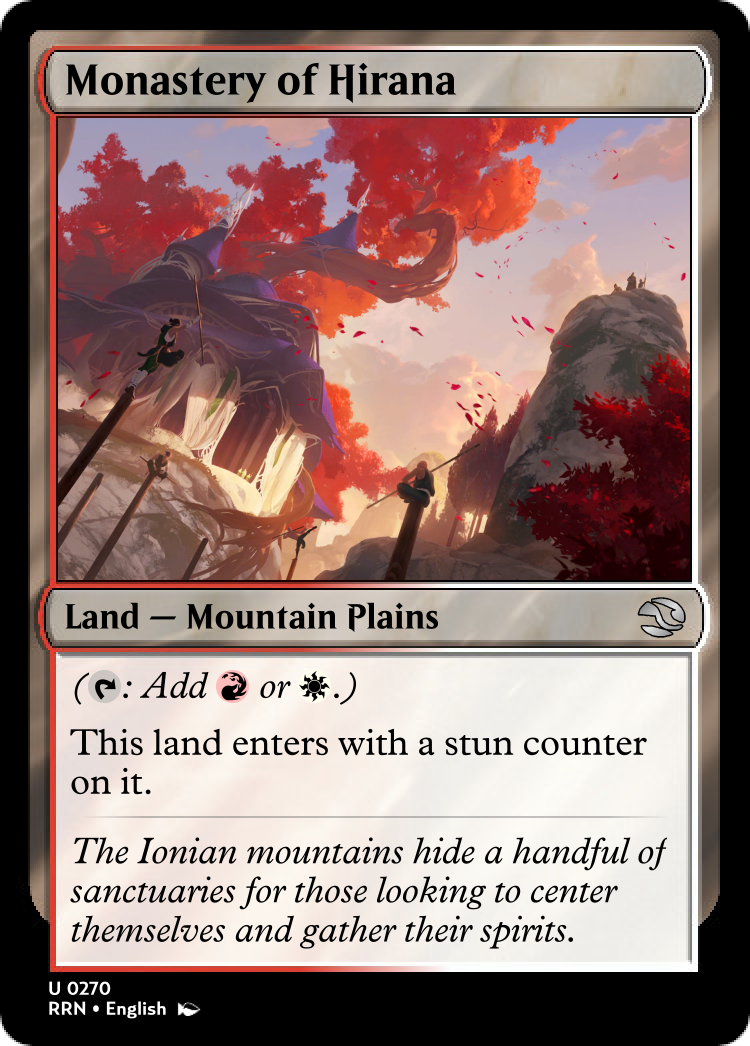 Monastery of Hirana
Land — Mountain Plains
(: Add or .)
This land enters with a stun counter
on it.
The Ionian mountains hide a handful of
sanctuaries for those looking to center
themselves and gather their spirits.
U 0270
RRN • English